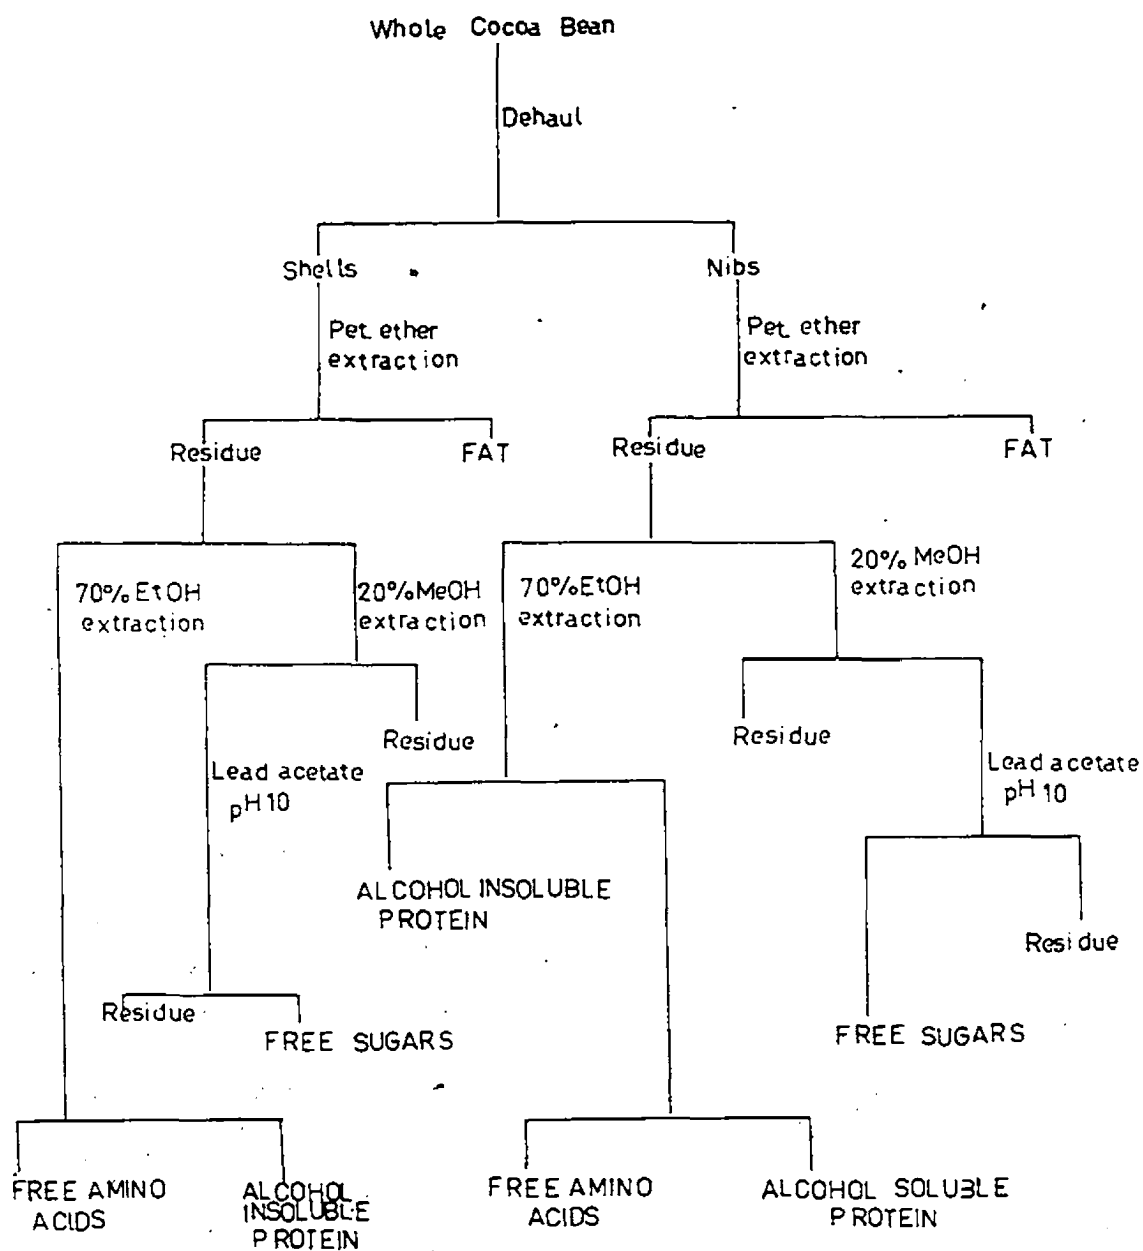 Whole Cocoa Bean
Dehaul
Shells
Nibs
Pet. ether
extraction
Pet. ether
extraction
Residue
FAT
Residue
FAT
70% EtOH
extraction
20% MeOH
extraction
70% EtOH
extraction
20% MeOH
extraction
Residue
Residue
Lead acetate
pH 10
Lead acetate
pH 10
ALCOHOL INSOLUBLE
PROTEIN
Residue
Residue
FREE SUGARS
FREE SUGARS
FREE AMINO
ACIDS
ALCOHOL
INSOLUBLE
PROTEIN
FREE AMINO
ACIDS
ALCOHOL SOLUBLE
PROTEIN